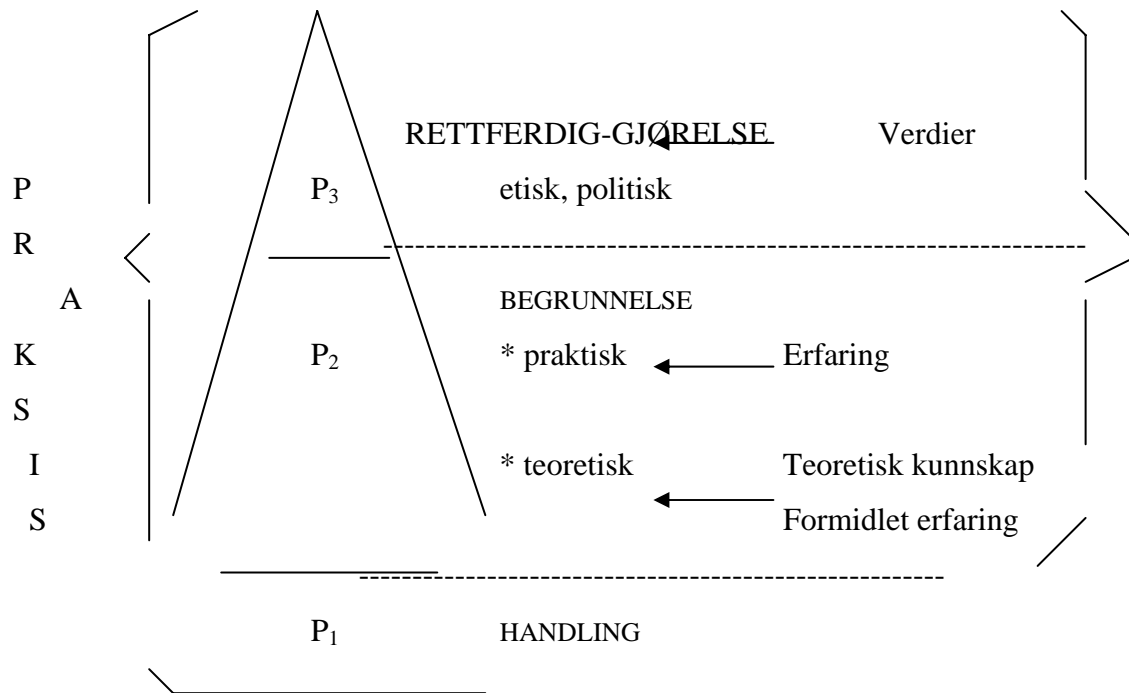 RETTFERDIG-GJØRELSE Verdier
P P3 etisk, politisk
R
A BEGRUNNELSE
K P2 * praktisk Erfaring
S
I * teoretisk Teoretisk kunnskap
S Formidlet erfaring
P1 HANDLING